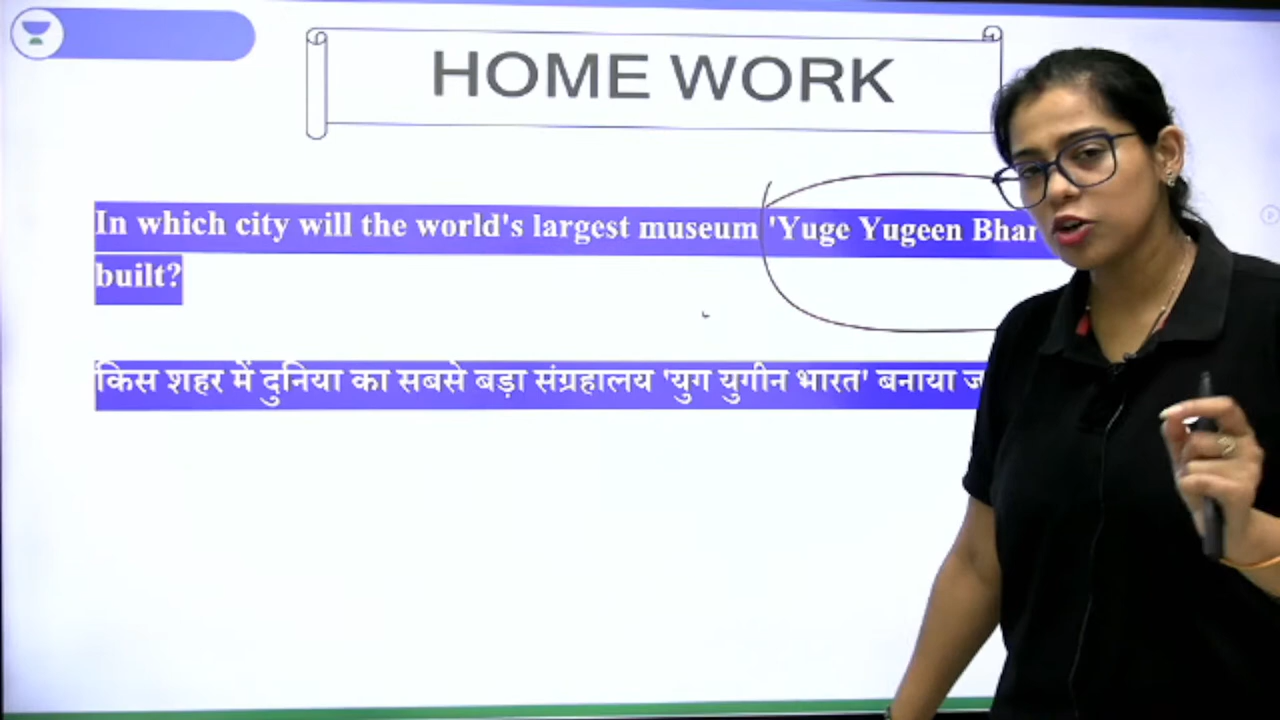 HOME WORK
In which city will the world's largest museum 'Yuge Yugeen
built?
किस शहर में दुनिया का सबसे बड़ा संग्रहालय 'युग युगीन भारत' बनाया